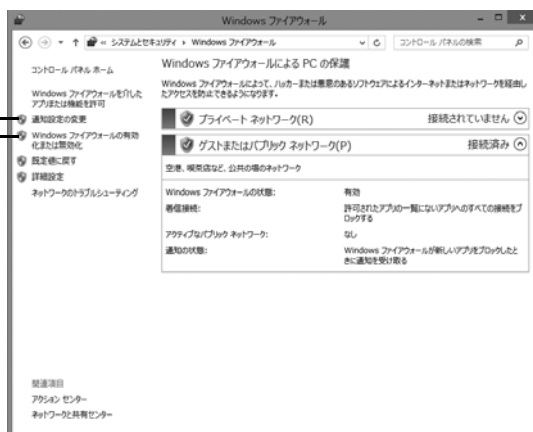 Windows ファイアウォール
« システムとセキュリティ ▸ Windows ファイアウォール
コントロール パネルの検索
コントロール パネル ホーム
Windows ファイアウォールを介した
アプリまたは機能を許可
通知設定の変更
Windows ファイアウォールの有効
化または無効化
既定値に戻す
詳細設定
ネットワークのトラブルシューティング
Windows ファイアウォールによる PC の保護
Windows ファイアウォールによって、ハッカーまたは悪意のあるソフトウェアによるインターネットまたはネットワークを経由し
たアクセスを防止できるようになります。
プライベート ネットワーク(R)
接続されていません
ゲストまたはパブリック ネットワーク(P)
接続済み
空港、喫茶店など、公共の場のネットワーク
Windows ファイアウォールの状態:
有効
着信接続:
許可されたアプリの一覧にないアプリへのすべての接続をブ
ロックする
アクティブなパブリック ネットワーク:
なし
通知の状態:
Windows ファイアウォールが新しいアプリをブロックしたと
きに通知を受け取る
関連項目
アクション センター
ネットワークと共有センター